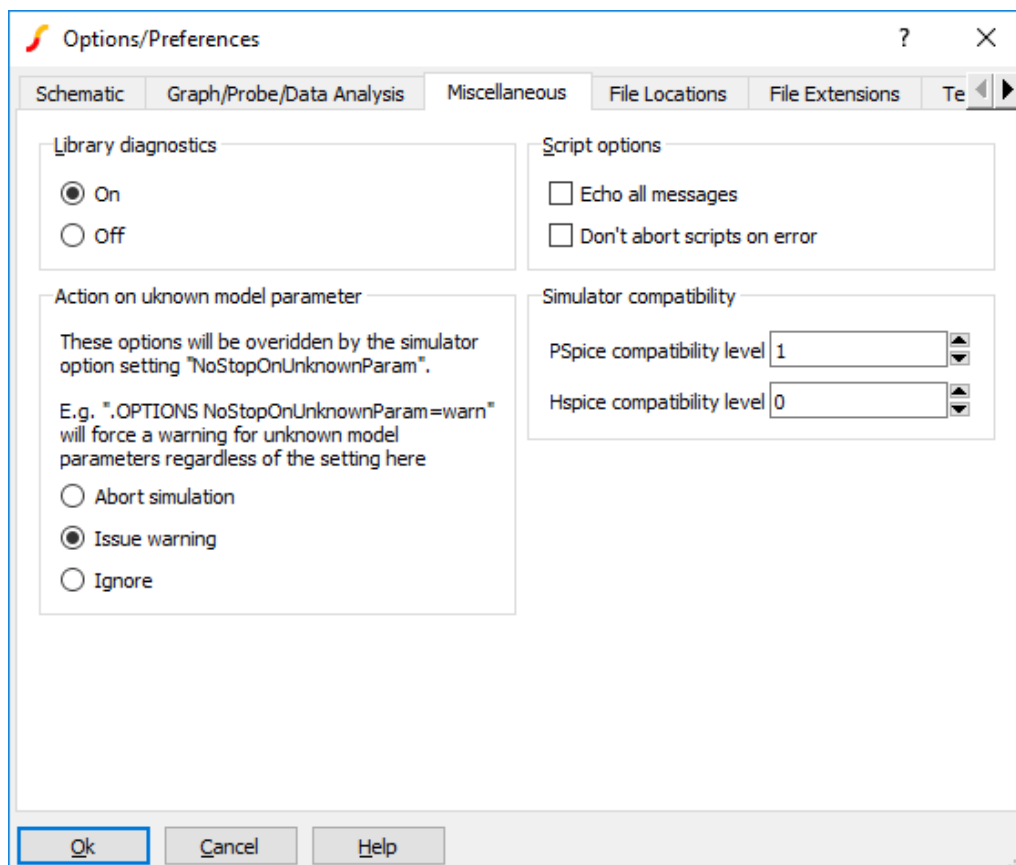 Options/Preferences
?
Schematic
Graph/Probe/Data Analysis
Miscellaneous
File Locations
File Extensions
Te
Library diagnostics
On
Off
Action on uknown model parameter
These options will be overidden by the simulator
option setting "NoStopOnUnknownParam".
E.g. ".OPTIONS NoStopOnUnknownParam=warn"
will force a warning for unknown model
parameters regardless of the setting here
Abort simulation
Issue warning
Ignore
Script options
Echo all messages
Don't abort scripts on error
Simulator compatibility
PSpice compatibility level 1
Hspice compatibility level 0
Ok
Cancel
Help